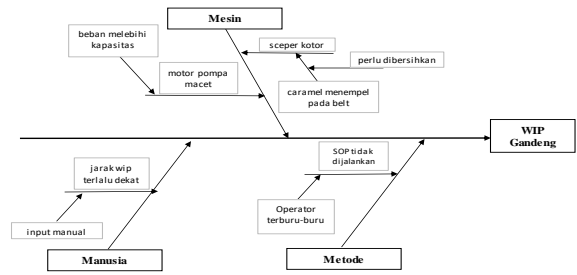 Mesin
beban melebihi
kapasitas
sceper kotor
perlu dibersihkan
motor pompa
macet
caramel menempel
pada belt
WIP
Gandeng
SOP tidak
dijalankan
jarak wip
terlalu dekat
Operator
terburu-buru
input manual
Manusia
Metode